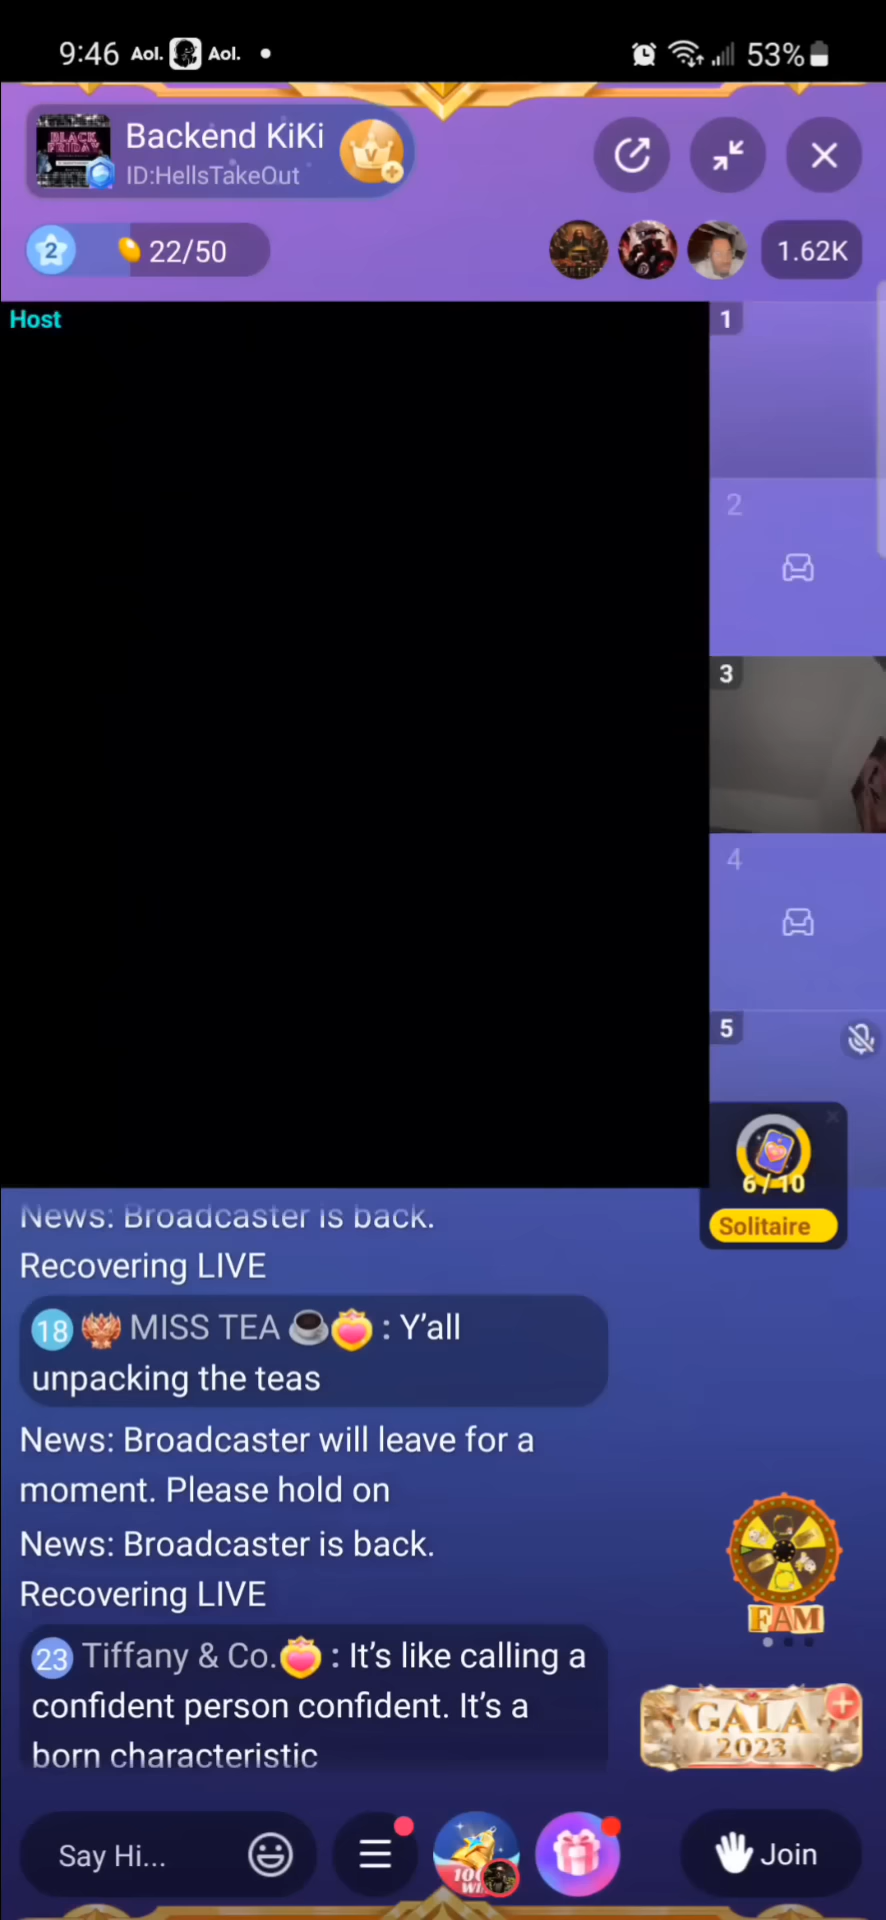 9:46 Aol. Aol. 53%
BLACK
FRIDAY
Backend KiKi
V
ID:HellsTakeOut
2
22/50
1.62K
Host
1
2
3
4
5
6/10
Solitaire
News: Broadcaster is back.
Recovering LIVE
18 MISS TEA : Y'all
unpacking the teas
News: Broadcaster will leave for a
moment. Please hold on
News: Broadcaster is back.
Recovering LIVE
FAM
23 Tiffany & Co. : It's like calling a
confident person confident. It's a
born characteristic
GALA
2023
Say Hi...
Join